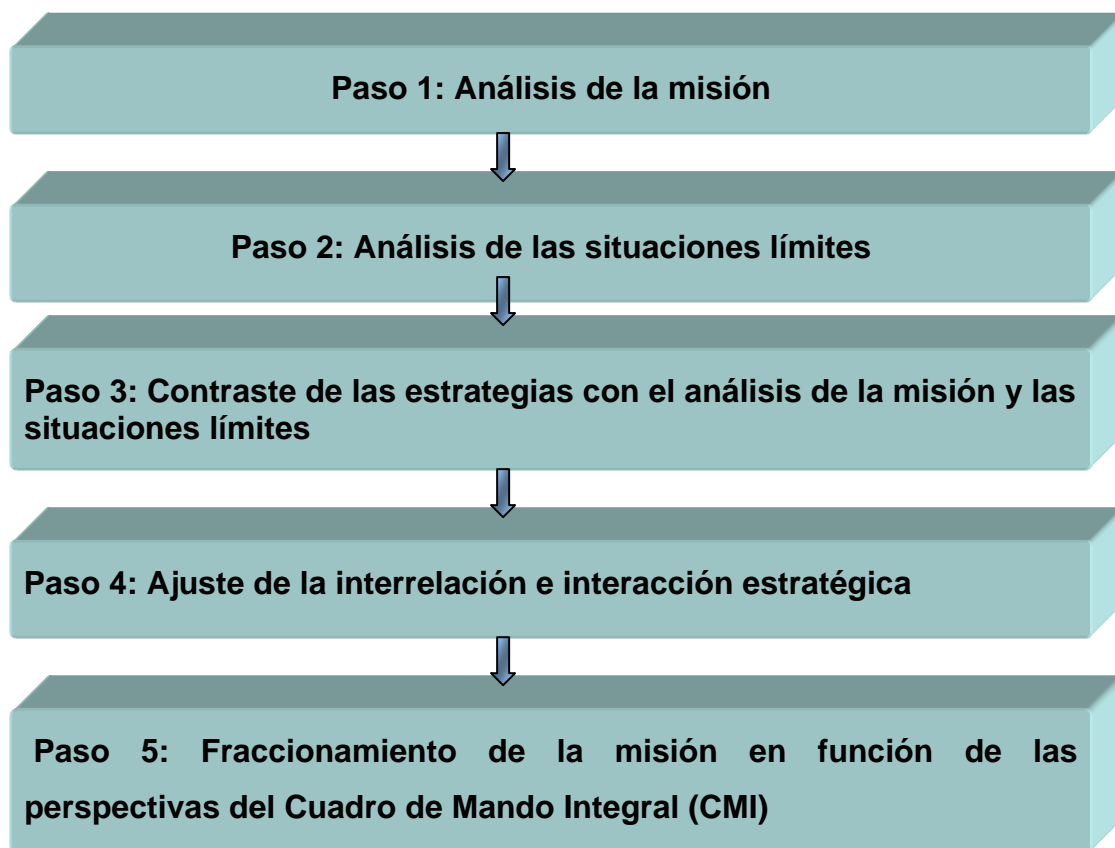 Paso 1: Análisis de la misión
Paso 2: Análisis de las situaciones límites
Paso 3: Contraste de las estrategias con el análisis de la misión y las
situaciones límites
Paso 4: Ajuste de la interrelación e interacción estratégica
Paso 5: Fraccionamiento de la misión en función de las
perspectivas del Cuadro de Mando Integral (CMI)